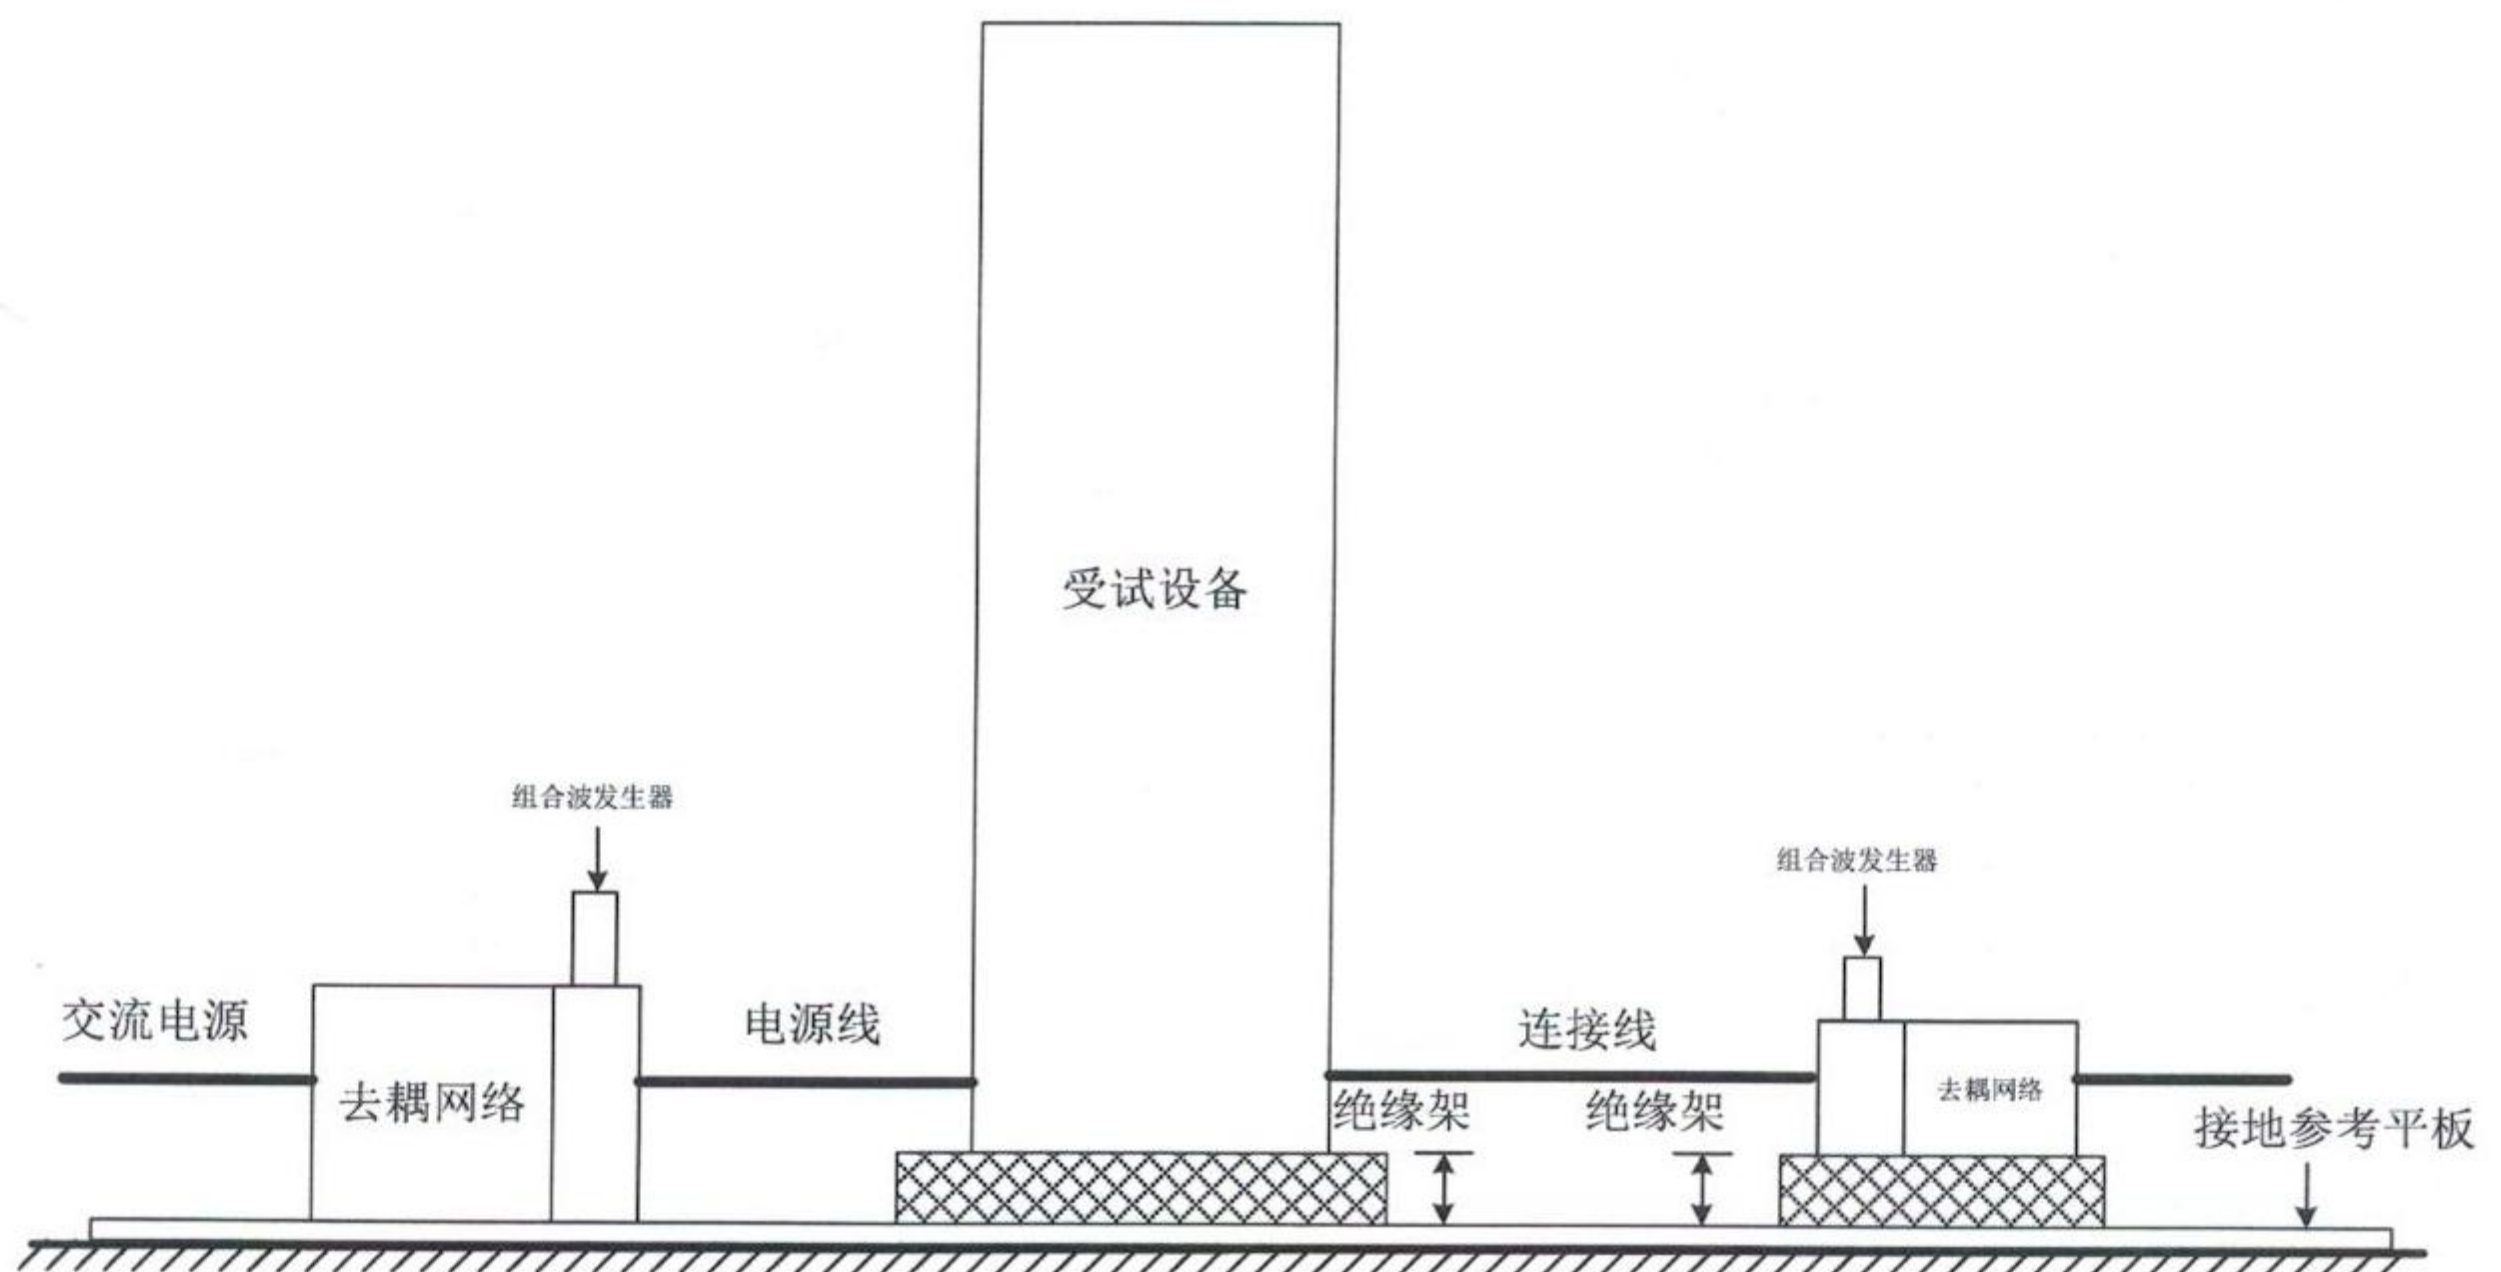 受试设备
组合波发生器
组合波发生器
交流电源
电源线
连接线
去耦网络
绝缘架
绝缘架
去耦网络
接地参考平板